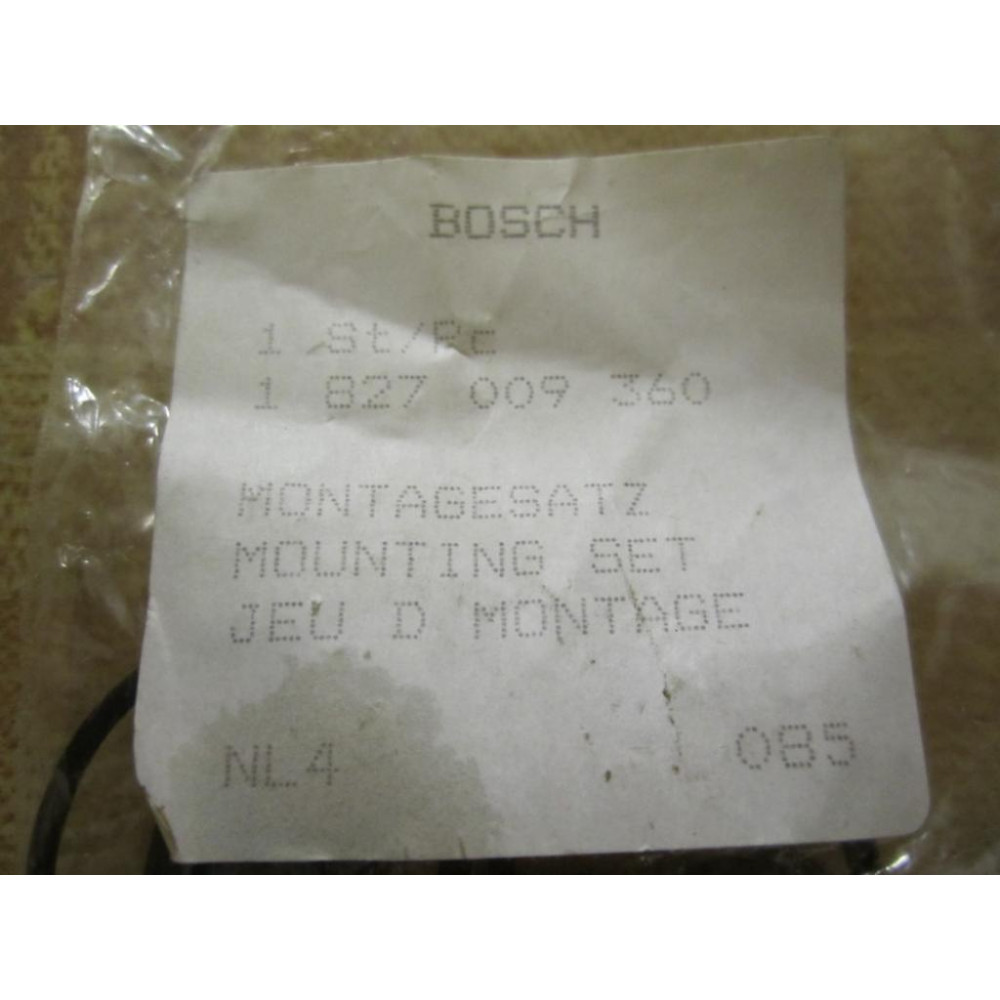 BOSCH
1 St/Pc
1 827 009 360
MONTAGESATZ
MOUNTING SET
JEU D MONTAGE
NL4 085